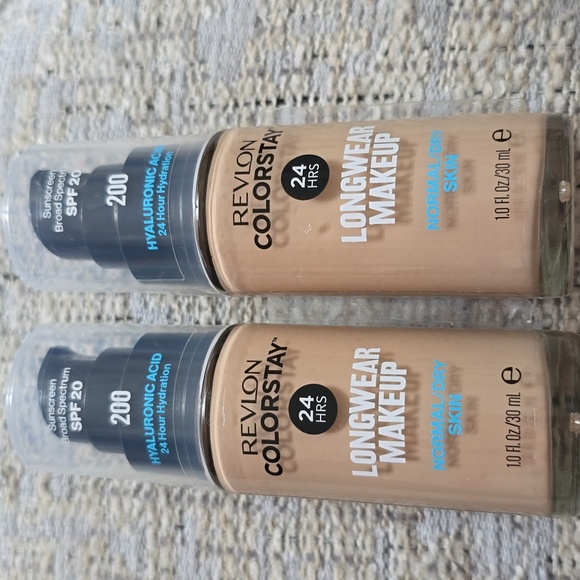 Sunscreen
Broad Spectrum
SPF 20
200
HYALURONIC ACID
24 Hour Hydration
REVLON
COLORSTAY
24
HRS
LONGWEAR
MAKEUP
NORMAL/DRY
SKIN
1.0 fl. Oz/30 mL e
Sunscreen
Broad Spectrum
SPF 20
200
HYALURONIC ACID
24 Hour Hydration
REVLON
COLORSTAY™
24
HRS
LONGWEAR
MAKEUP
NORMAL/DRY
SKIN
1.0 fl. Oz/30 mL e